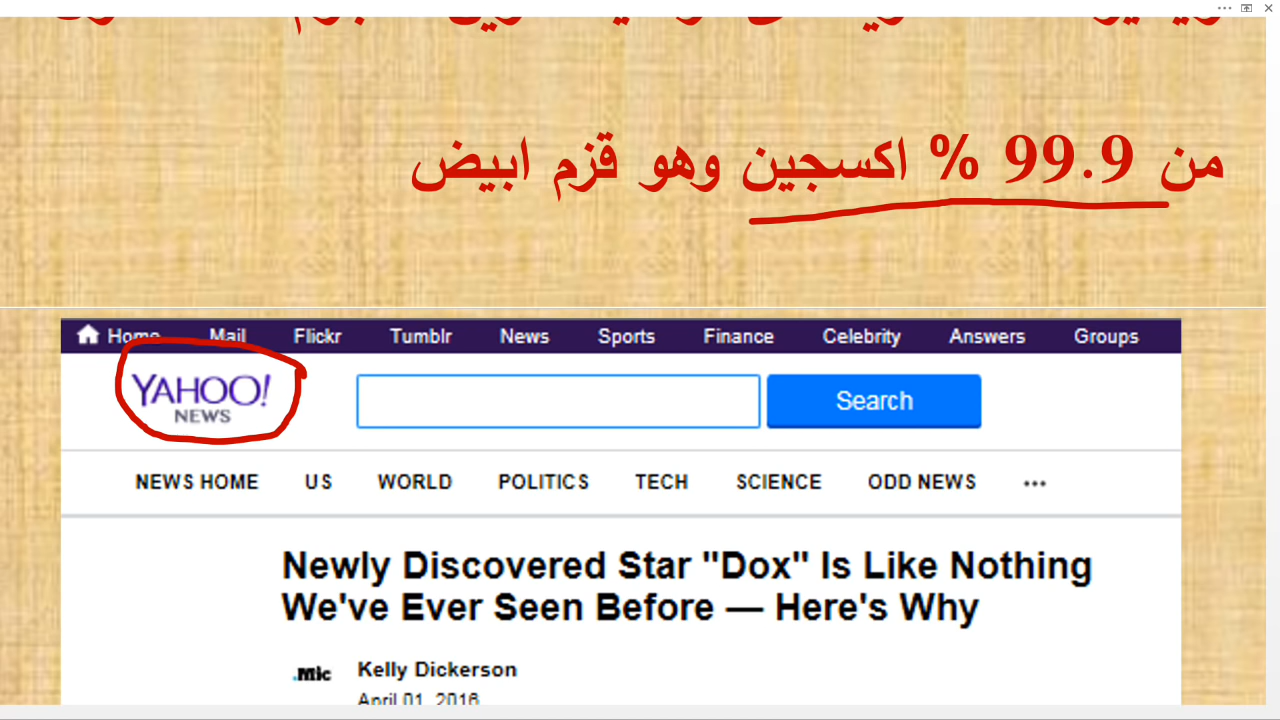 من 99.9 % اكسجين وهو قزم ابيض
Home Mail Flickr Tumblr News Sports Finance Celebrity Answers Groups
YAHOO!
NEWS
Search
NEWS HOME US WORLD POLITICS TECH SCIENCE ODD NEWS ...
Newly Discovered Star "Dox" Is Like Nothing
We've Ever Seen Before — Here's Why
.Mic Kelly Dickerson
April 01, 2016